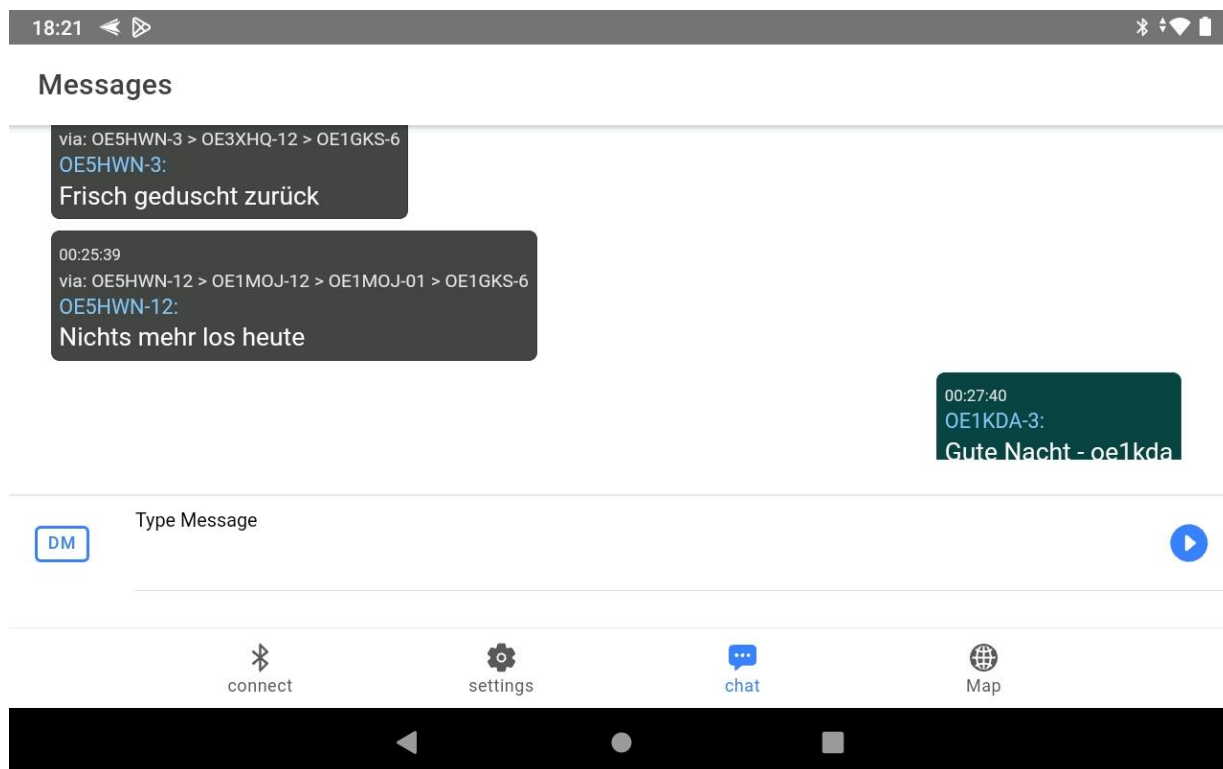 18:21
Messages
via: OE5HWN-3 > OE3XHQ-12 > OE1GKS-6
OE5HWN-3:
Frisch geduscht zurück
00:25:39
via: OE5HWN-12 > OE1MOJ-12 > OE1MOJ-01 > OE1GKS-6
OE5HWN-12:
Nichts mehr los heute
00:27:40
OE1KDA-3:
Gute Nacht - oe1kda
Type Message
DM
connect
settings
chat
Map